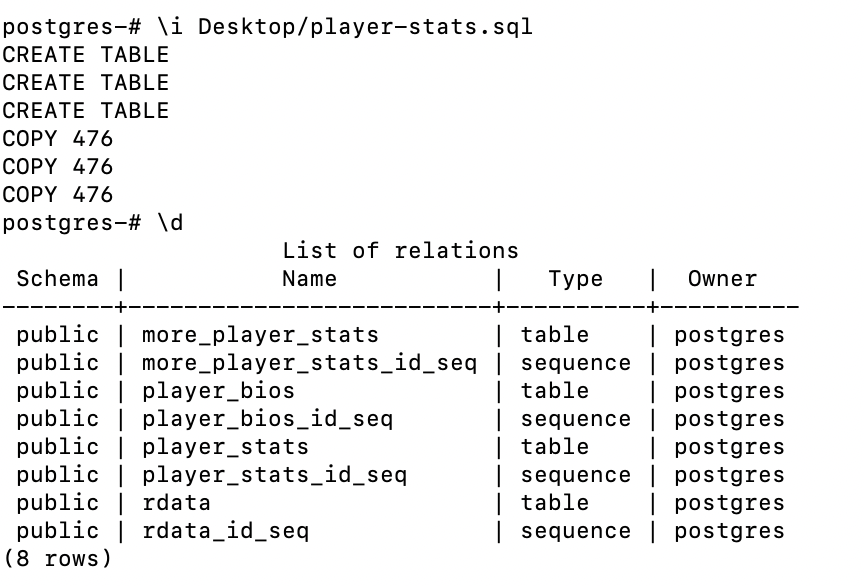 postgres-# \i Desktop/player-stats.sql
CREATE TABLE
CREATE TABLE
CREATE TABLE
COPY 476
COPY 476
COPY 476
postgres-# \d
                     List of relations
 Schema |           Name            |   Type   |  Owner
--------+---------------------------+----------+----------
 public | more_player_stats         | table    | postgres
 public | more_player_stats_id_seq  | sequence | postgres
 public | player_bios               | table    | postgres
 public | player_bios_id_seq        | sequence | postgres
 public | player_stats              | table    | postgres
 public | player_stats_id_seq       | sequence | postgres
 public | rdata                     | table    | postgres
 public | rdata_id_seq              | sequence | postgres
(8 rows)